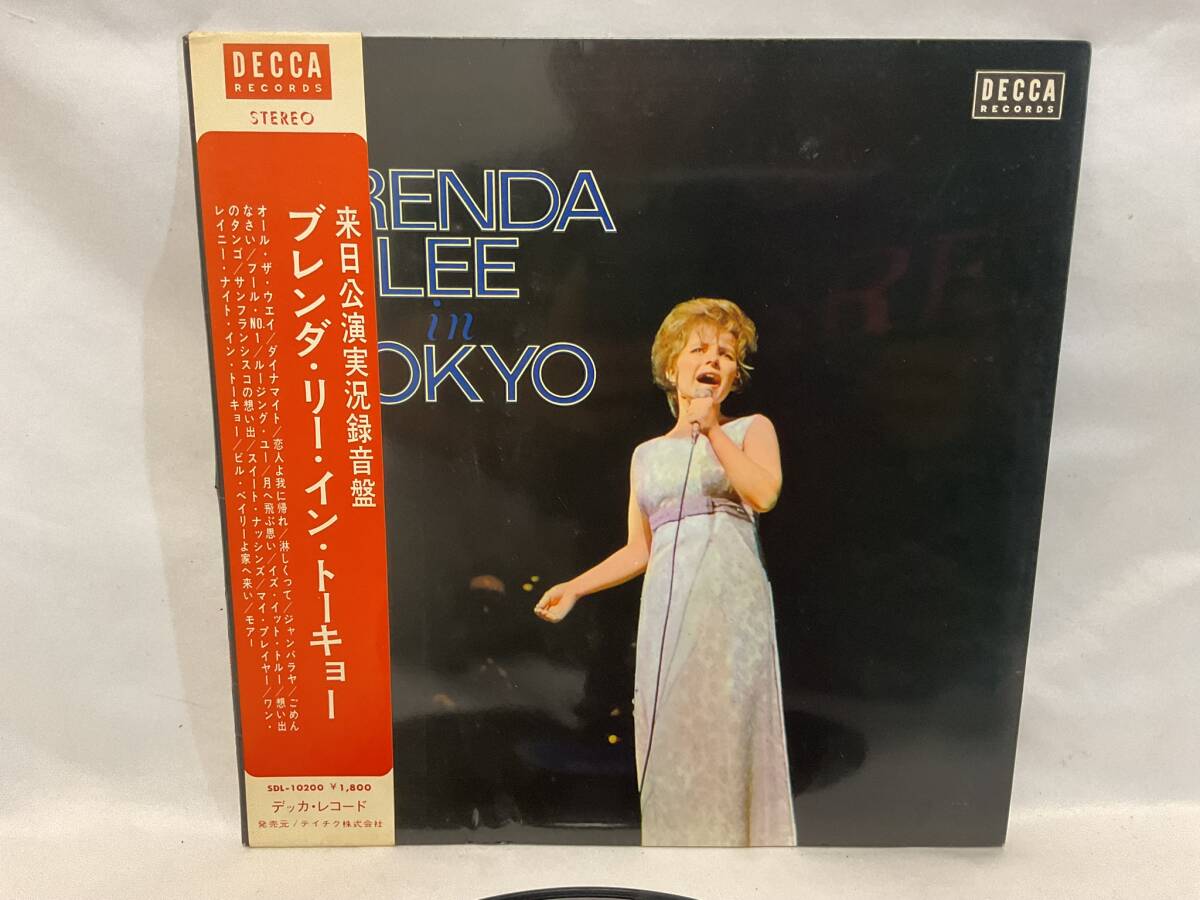 DECCA
RECORDS
STEREO
来日公演実況録音盤
ブレンダ・リー・イン・トーキョー
オール・ザ・ウエイ/ダイナマイト/恋人よ我に帰れ/淋しくって/ジャンバラヤ/ごめん
なさい/フール・NO.1/ルージング・ユー/月へ飛ぶ思い/イズ・イット・トルー/想い出
のタンゴ/サンフランシスコの想い出/スイート・ナッシンズ/マイ・プレイヤー/ワン・
レイニー・ナイト・イン・トーキョー/ビル・ベイリーよ家へ来い/モアー
SDL-10200 ¥1,800
デッカ・レコード
発売元/テイチク株式会社
RENDA
LEE
in
OKYO
DECCA
RECORDS